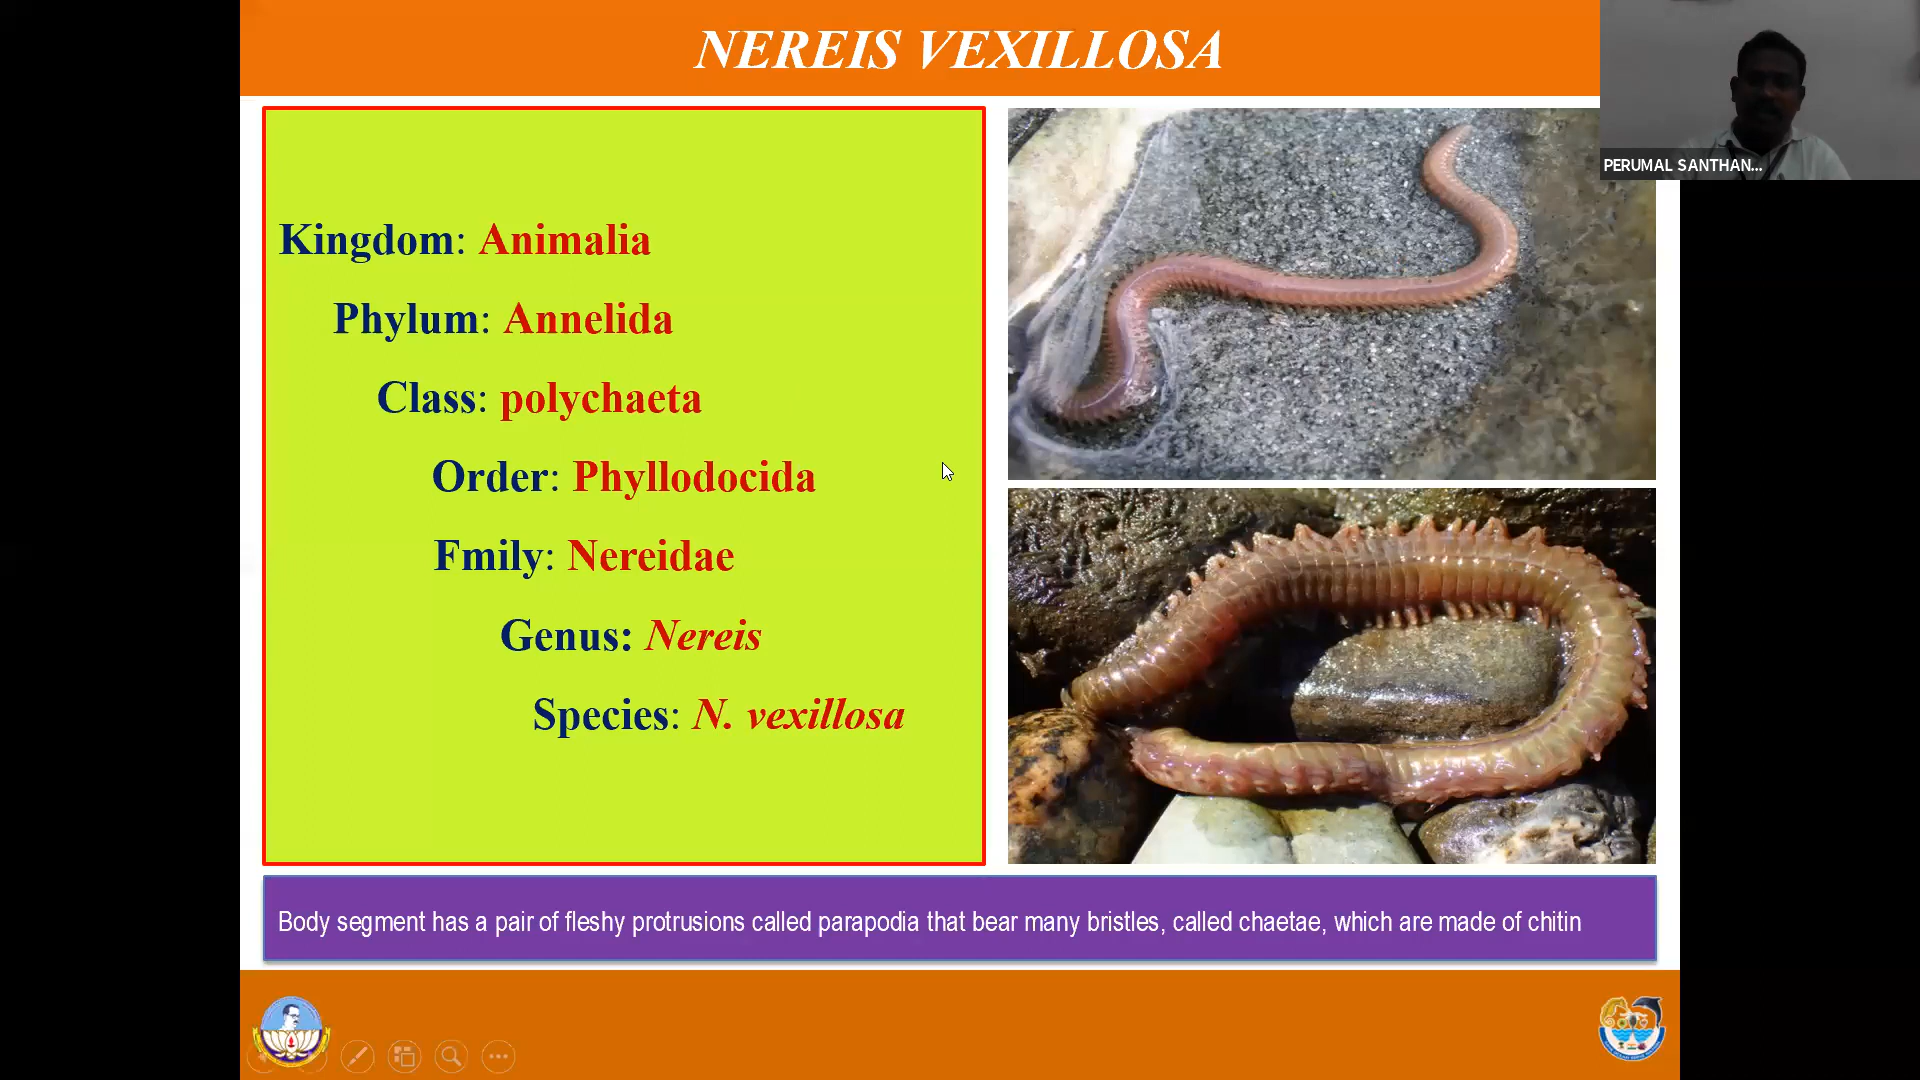 NEREIS VEXILLOSA
PERUMAL SANTHAN...
Kingdom: Animalia
Phylum: Annelida
Class: polychaeta
Order: Phyllodocida
Fmily: Nereidae
Genus: Nereis
Species: N. vexillosa
Body segment has a pair of fleshy protrusions called parapodia that bear many bristles, called chaetae, which are made of chitin